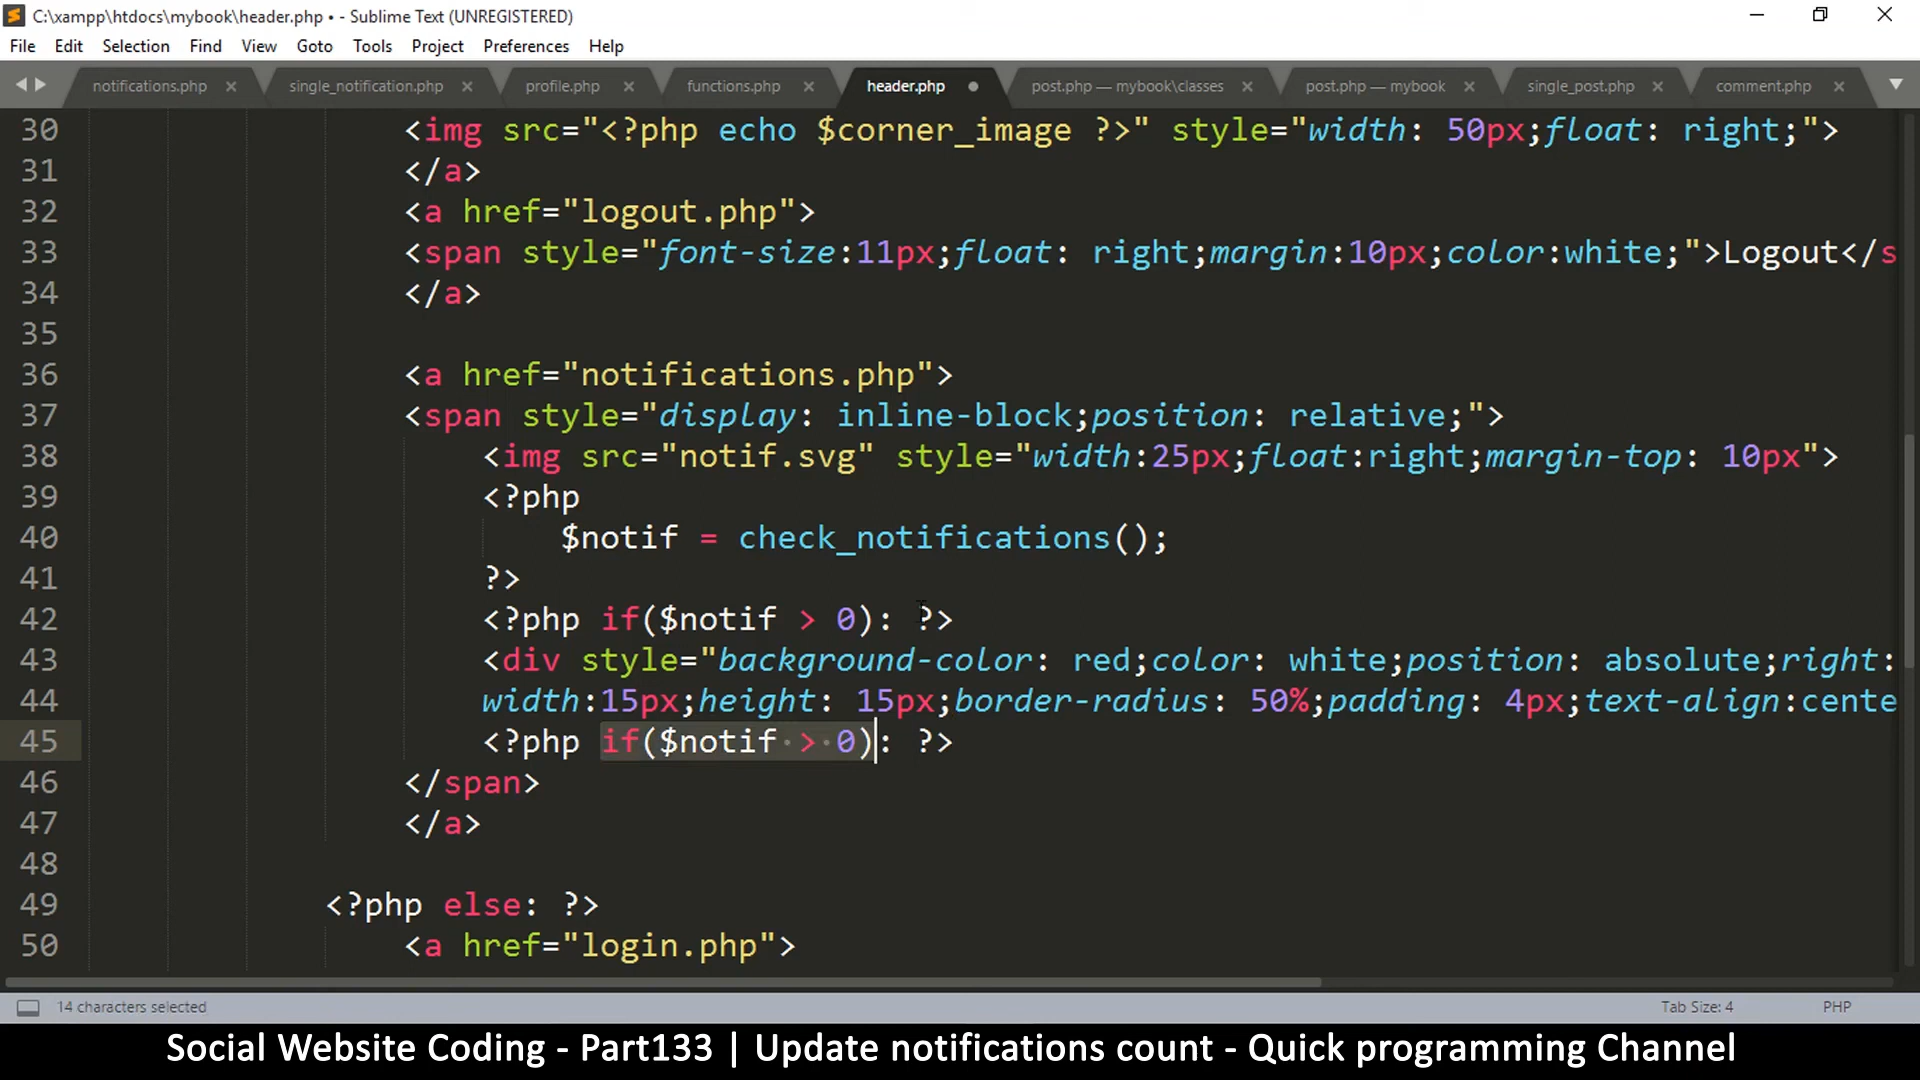 C:\xampp\htdocs\mybook\header.php • - Sublime Text (UNREGISTERED)
File Edit Selection Find View Goto Tools Project Preferences Help
notifications.php single_notification.php profile.php functions.php header.php post.php — mybook\classes post.php — mybook single_post.php comment.php
30 <img src="<?php echo $corner_image ?>" style="width: 50px;float: right;">
31 </a>
32 <a href="logout.php">
33 <span style="font-size:11px;float: right;margin:10px;color:white;">Logout</s
34 </a>
35
36 <a href="notifications.php">
37 <span style="display: inline-block;position: relative;">
38 <img src="notif.svg" style="width:25px;float:right;margin-top: 10px">
39 <?php
40 $notif = check_notifications();
41 ?>
42 <?php if($notif > 0): ?>
43 <div style="background-color: red;color: white;position: absolute;right:
44 width:15px;height: 15px;border-radius: 50%;padding: 4px;text-align:cente
45 <?php if($notif > 0): ?>
46 </span>
47 </a>
48
49 <?php else: ?>
50 <a href="login.php">
14 characters selected Tab Size: 4 PHP
Social Website Coding - Part133 | Update notifications count - Quick programming Channel